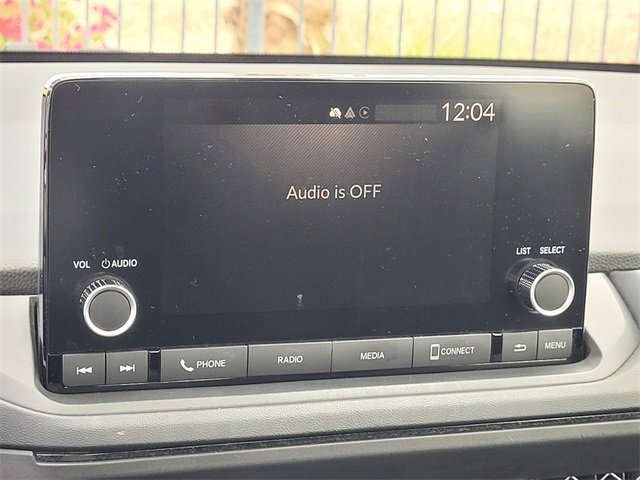 12:04
Audio is OFF
VOL AUDIO
LIST SELECT
PHONE
RADIO
MEDIA
CONNECT
MENU